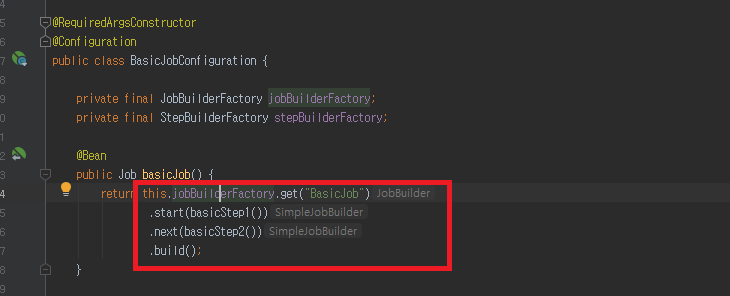 5 @RequiredArgsConstructor
6 @Configuration
7 public class BasicJobConfiguration {
8
9 private final JobBuilderFactory jobBuilderFactory;
0 private final StepBuilderFactory stepBuilderFactory;
1
2 @Bean
3 public Job basicJob() {
4 return this.jobBuilderFactory.get("BasicJob") JobBuilder
5 .start(basicStep1()) SimpleJobBuilder
6 .next(basicStep2()) SimpleJobBuilder
7 .build();
8 }